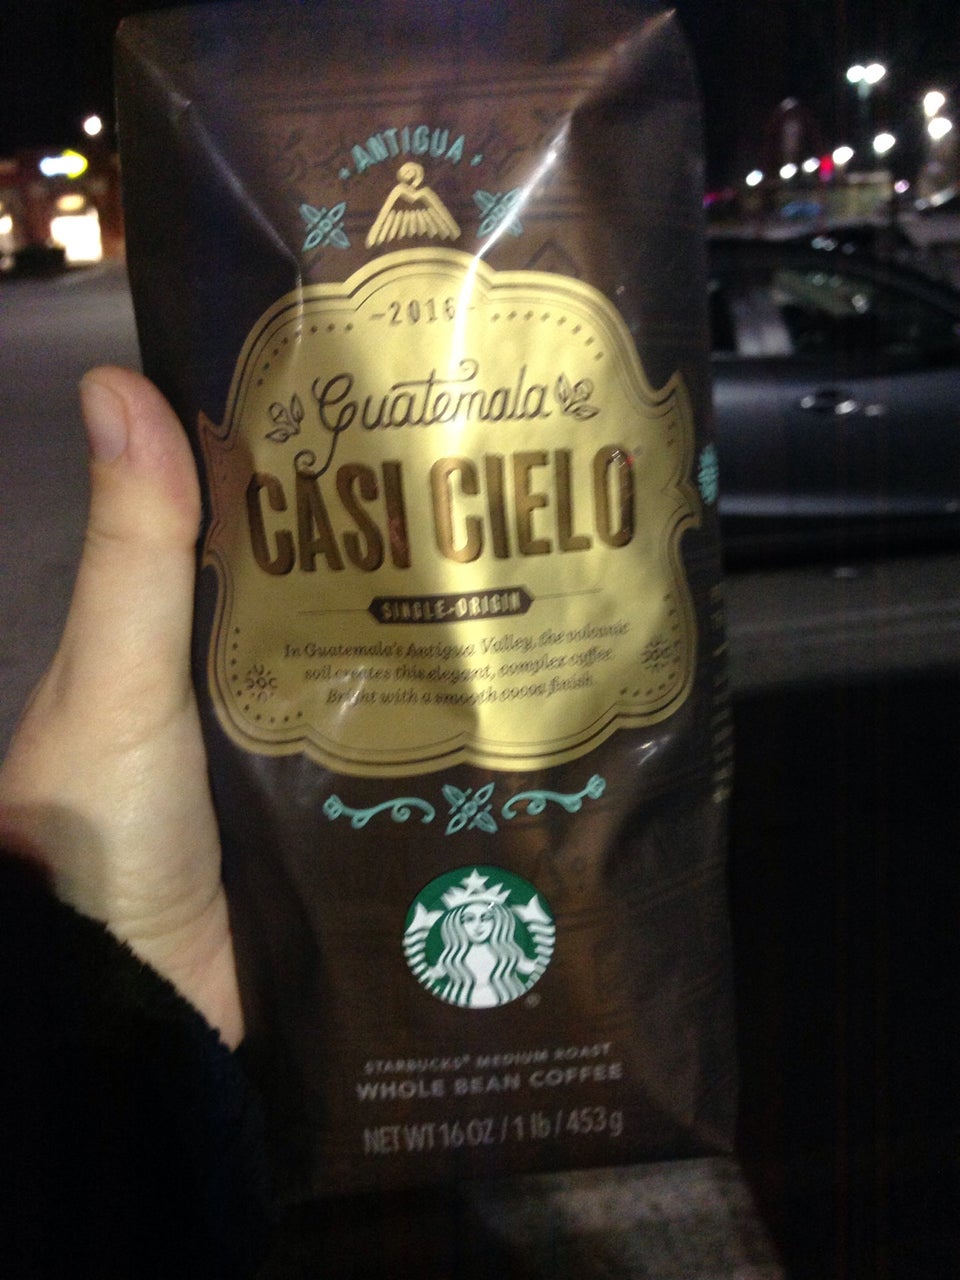 • ANTIGUA •
-2016-
Guatemala
CASI CIELO
SINGLE-ORIGIN
In Guatemala's Antigua Valley, the volcanic
soil creates this elegant, complex coffee.
Bright with a smooth cocoa finish.
STARBUCKS® MEDIUM ROAST
WHOLE BEAN COFFEE
NET WT 16 OZ / 1 lb / 453 g